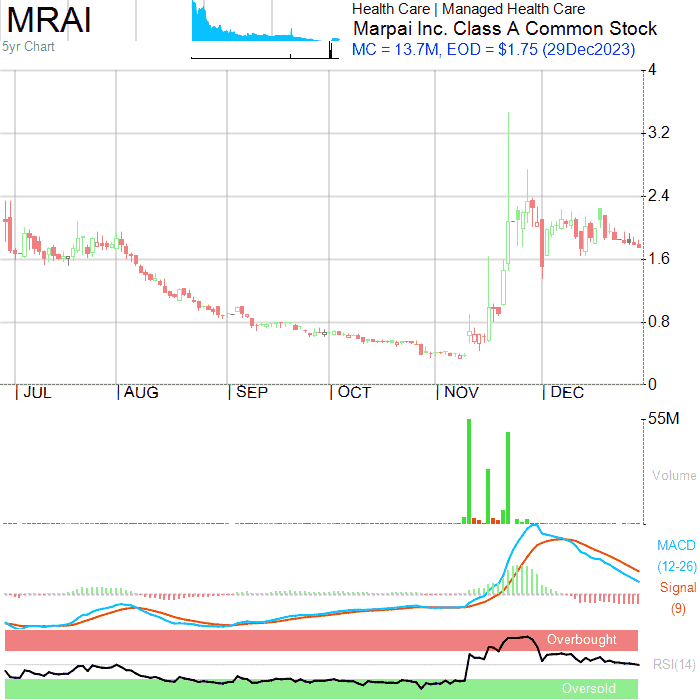 MRAI
5yr Chart
Health Care | Managed Health Care
Marpai Inc. Class A Common Stock
MC = 13.7M, EOD = $1.75 (29Dec2023)
4
3.2
2.4
1.6
0.8
0
JUL AUG SEP OCT NOV DEC
55M
Volume
MACD
(12-26)
Signal
(9)
Overbought
RSI(14)
Oversold